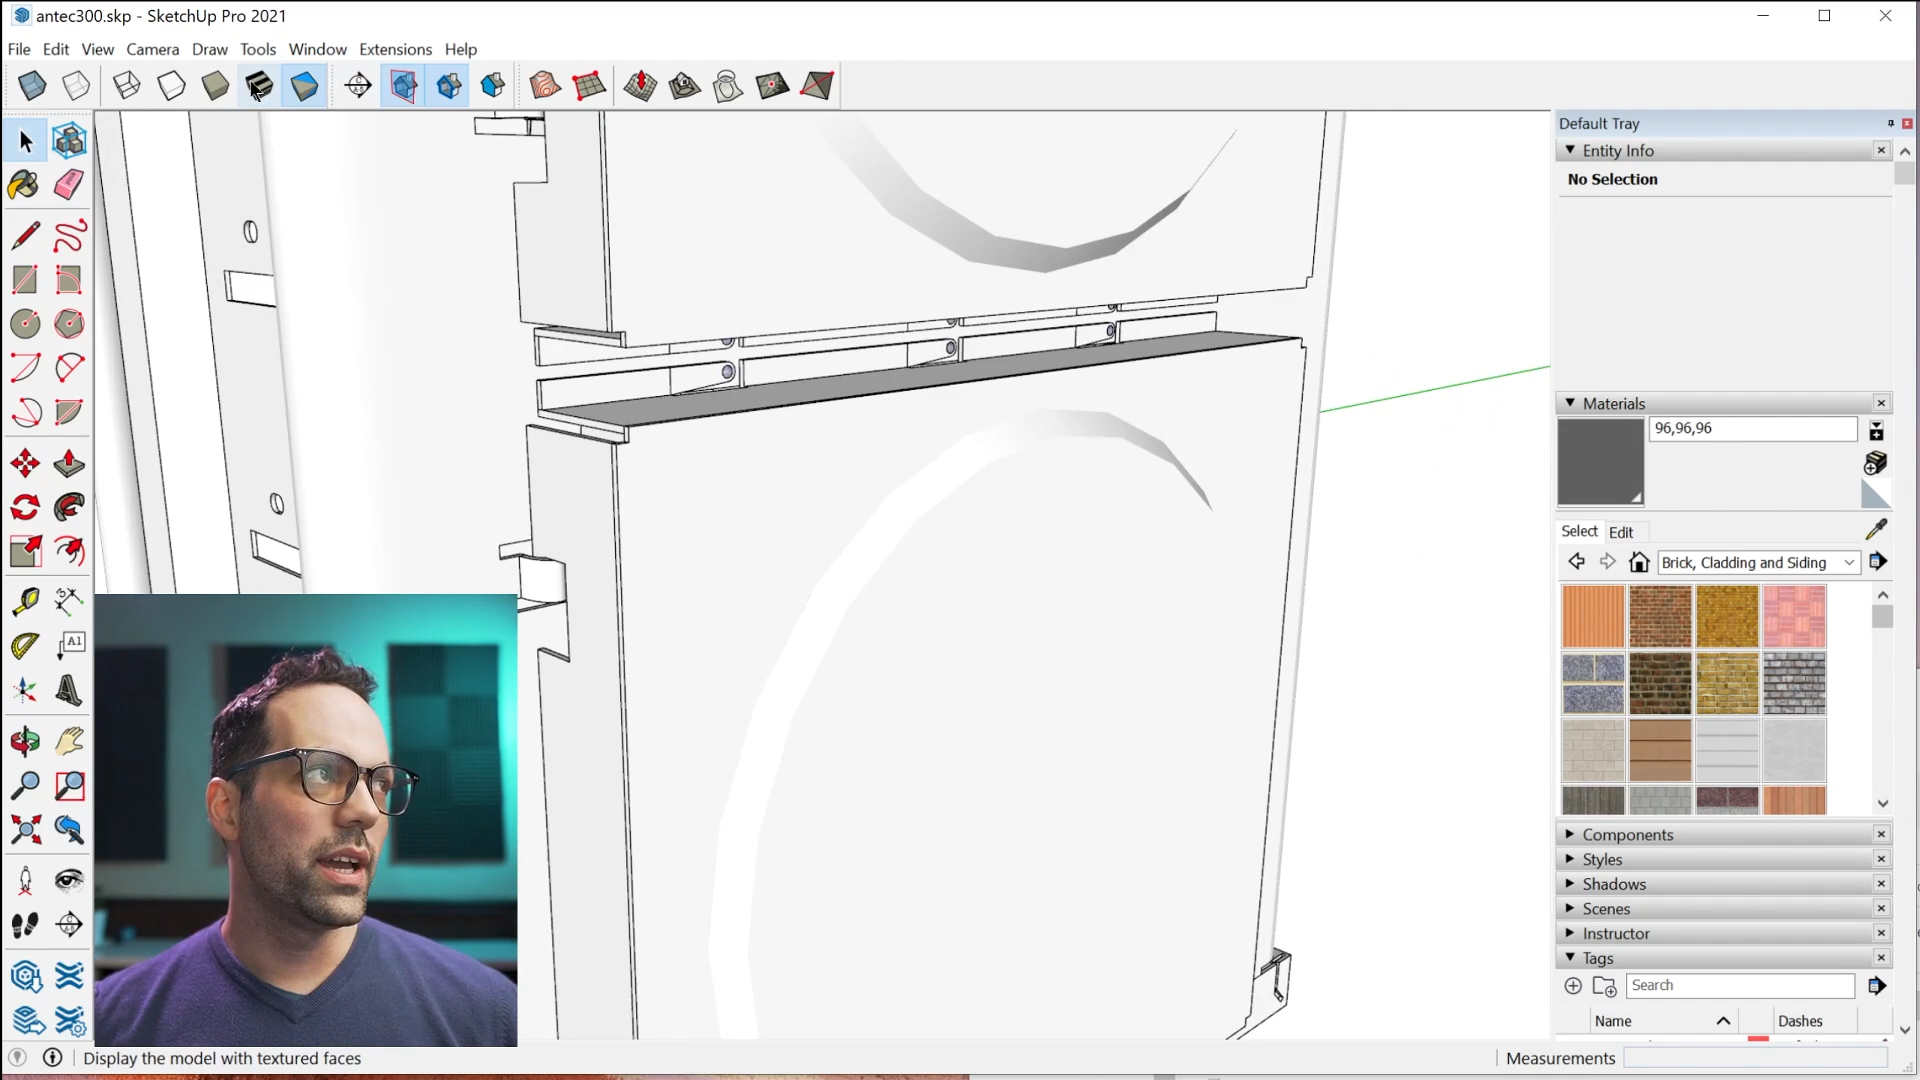 antec300.skp - SketchUp Pro 2021
File Edit View Camera Draw Tools Window Extensions Help
Default Tray
Entity Info
No Selection
Materials
96,96,96
Select Edit
Brick, Cladding and Siding
A1
Components
Styles
Shadows
Scenes
Instructor
Tags
Search
Name Dashes
Display the model with textured faces
Measurements